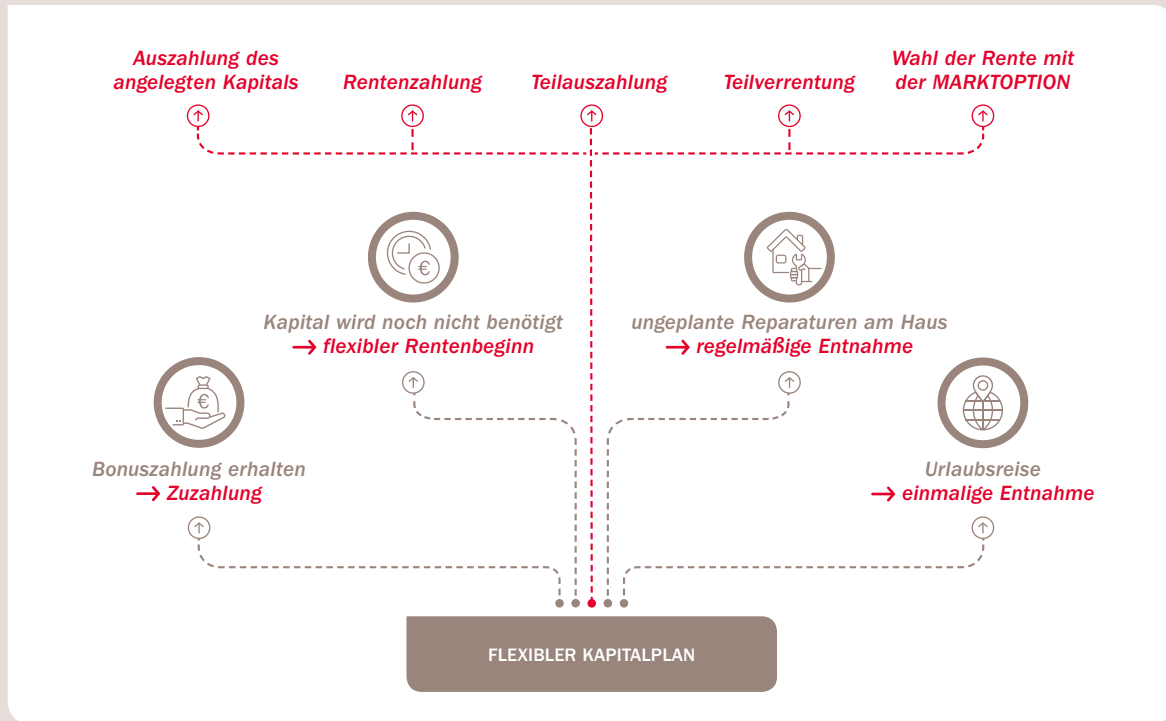 Auszahlung des
angelegten Kapitals
Rentenzahlung
Teilauszahlung
Teilverrentung
Wahl der Rente mit
der MARKTOPTION
€
Kapital wird noch nicht benötigt
→ flexibler Rentenbeginn
ungeplante Reparaturen am Haus
→ regelmäßige Entnahme
€
Bonuszahlung erhalten
→ Zuzahlung
Urlaubsreise
→ einmalige Entnahme
FLEXIBLER KAPITALPLAN